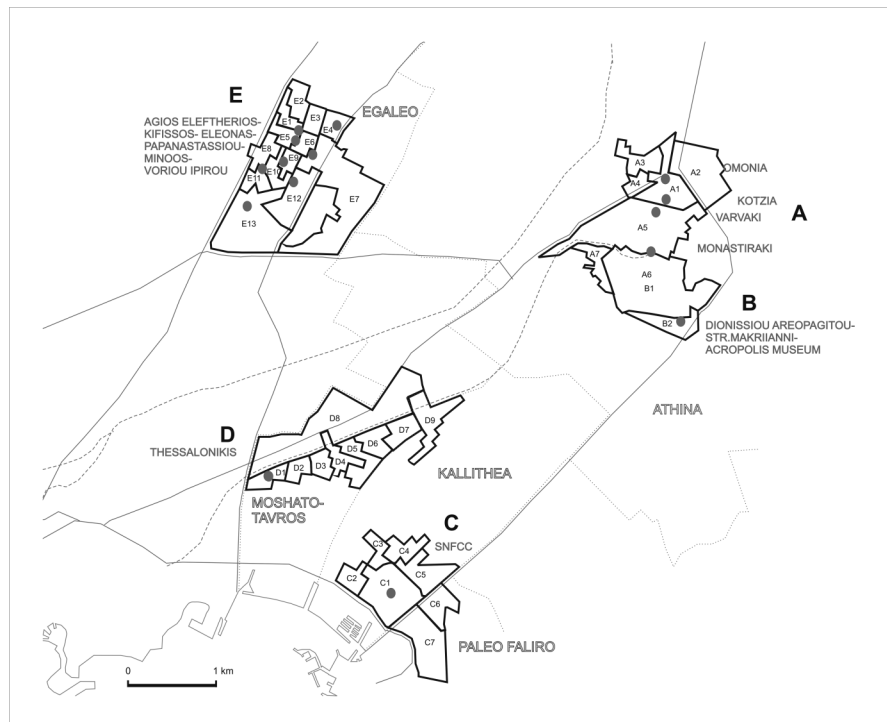 E
AGIOS ELEFTHERIOS-
KIFISSOS- ELEONAS-
PAPANASTASSIOU-
MINOOS-
VORIOU IPIROU
EGALEO
E2
E1
E3
E4
E5
E6
E8
E9
E10
E11
E12
E7
E13
A3
A2
OMONIA
A4
A1
KOTZIA
VARVAKI
A
A5
MONASTIRAKI
A7
A6
B1
B
B2
DIONISSIOU AREOPAGITOU-
STR.MAKRIIANNI-
ACROPOLIS MUSEUM
ATHINA
D
THESSALONIKIS
D8
D9
D7
D6
D5
D4
D3
D2
D1
KALLITHEA
MOSHATO-
TAVROS
C
SNFCC
C3
C4
C5
C2
C1
C6
C7
PALEO FALIRO
0
1 km